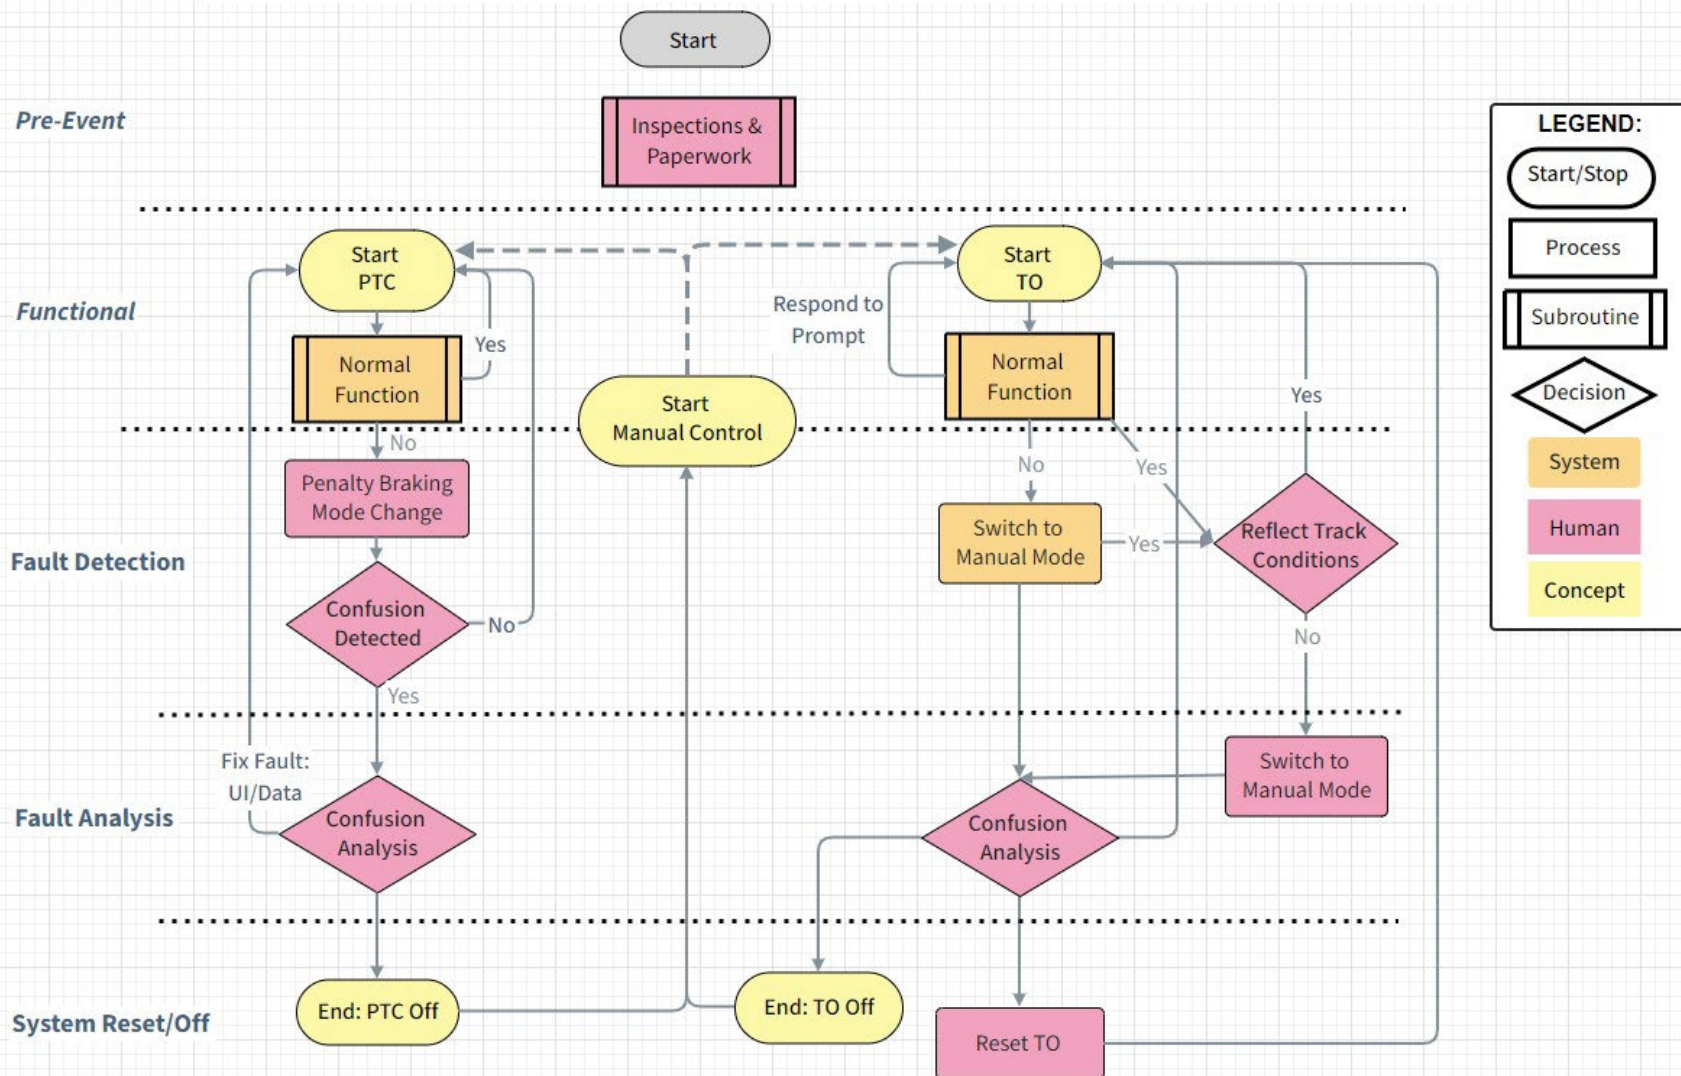 Start
Pre-Event
Inspections &
Paperwork
LEGEND:
Start/Stop
Process
Subroutine
Decision
System
Human
Concept
Functional
Start
PTC
Normal
Function
Yes
No
Start
Manual Control
Start
TO
Respond to
Prompt
Normal
Function
No
Yes
Yes
Fault Detection
Penalty Braking
Mode Change
Confusion
Detected
No
Yes
Switch to
Manual Mode
Yes
Reflect Track
Conditions
No
Fault Analysis
Fix Fault:
UI/Data
Confusion
Analysis
Confusion
Analysis
Switch to
Manual Mode
System Reset/Off
End: PTC Off
End: TO Off
Reset TO